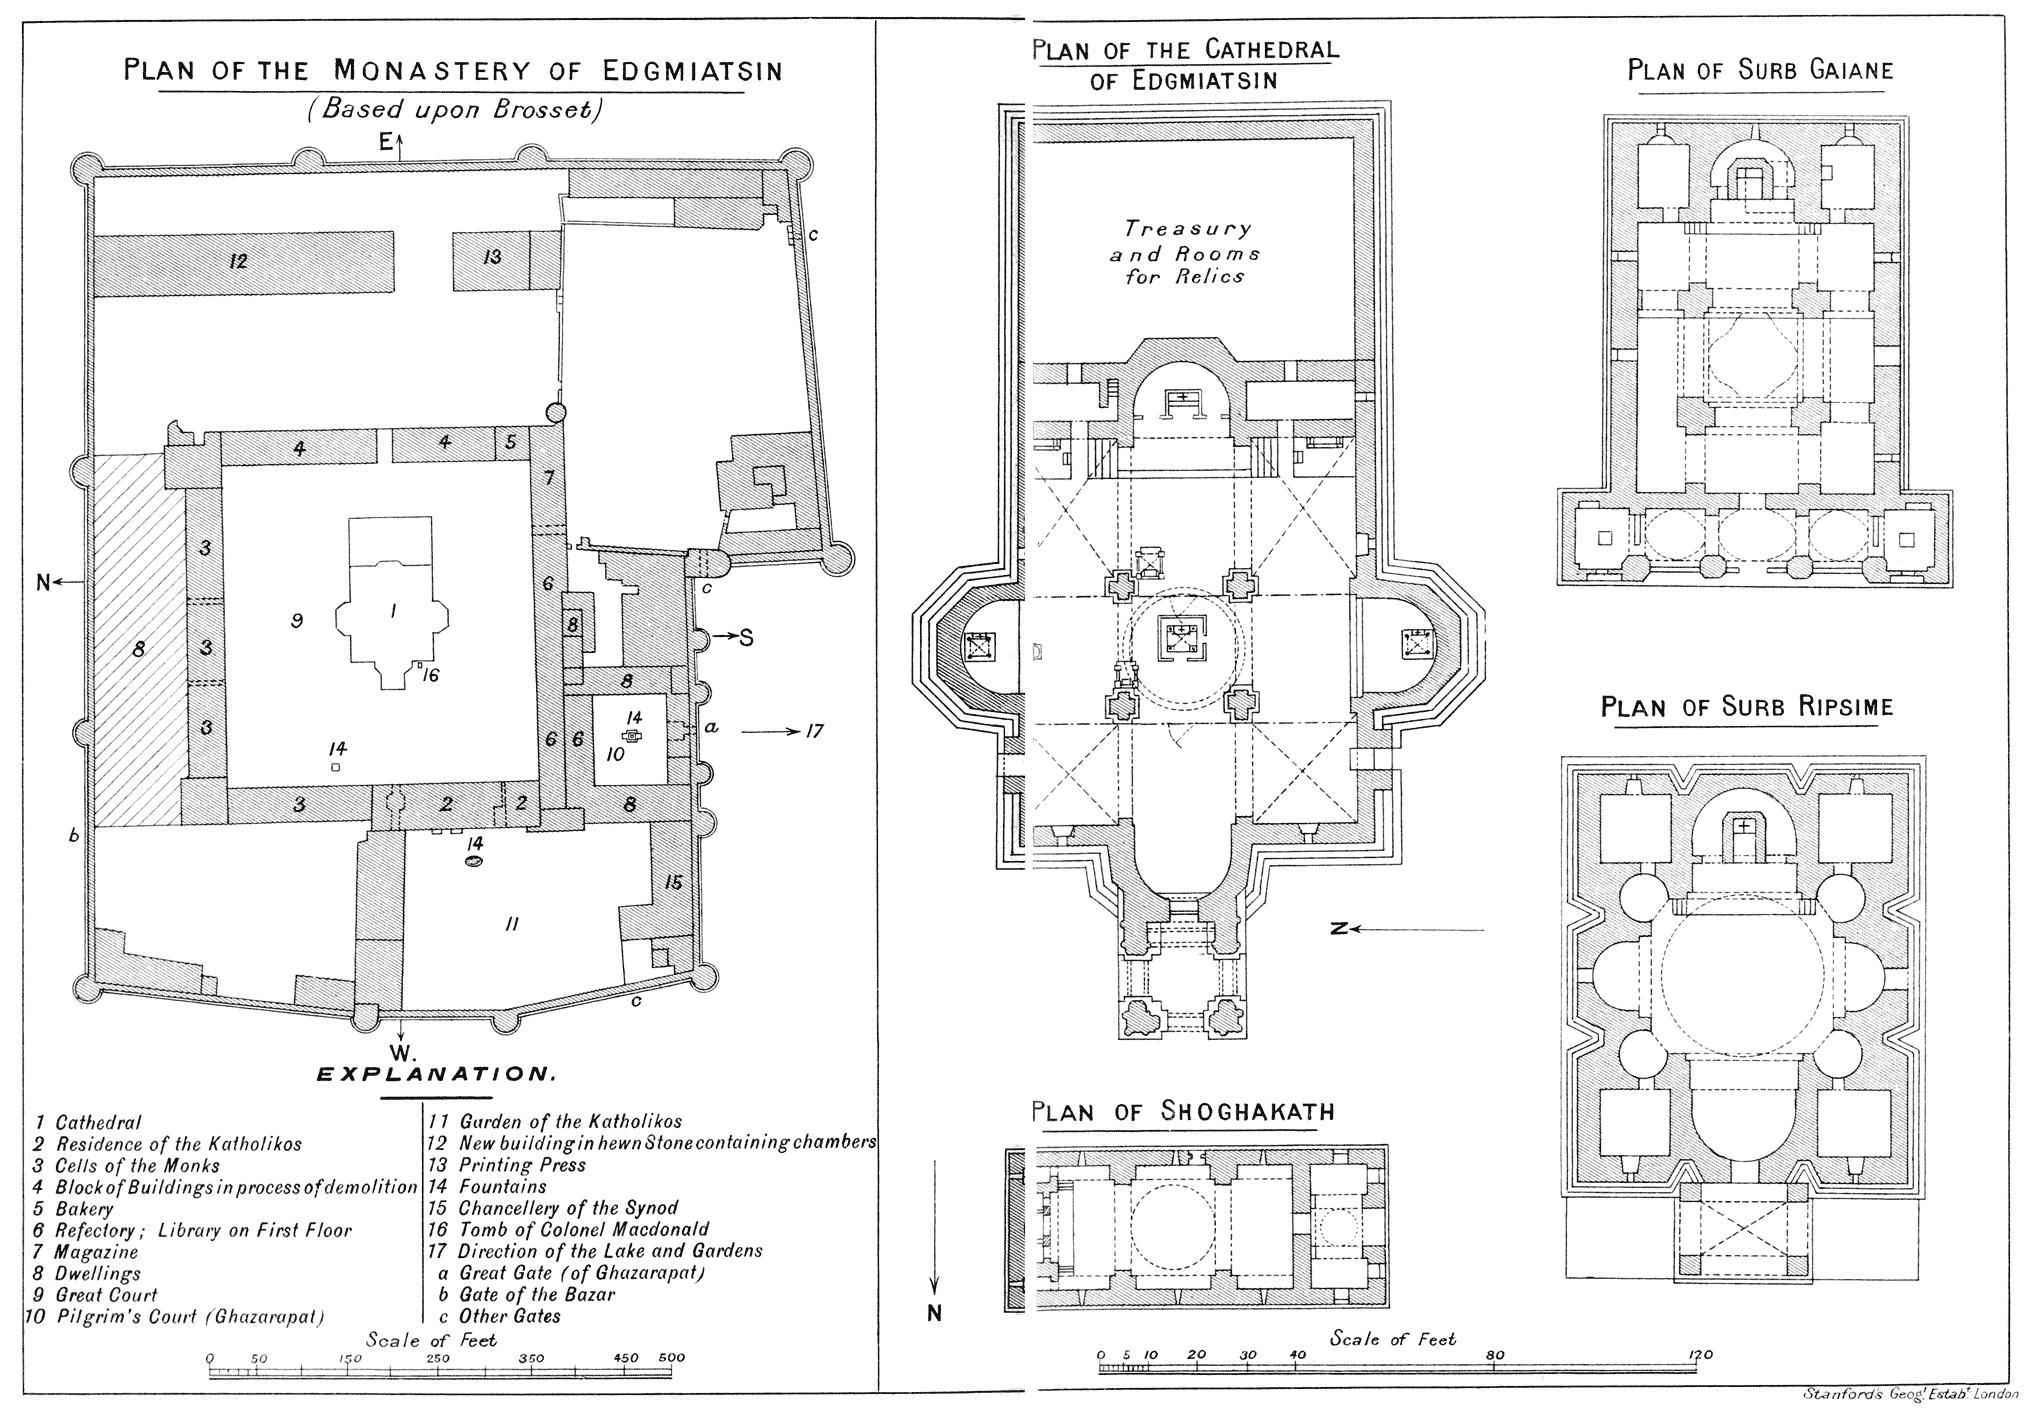 PLAN OF THE MONASTERY OF EDGMIATSIN
(Based upon Brosset)
E
12
13
c
4
4
5
7
3
N
9
1
6
c
8
3
8
S
16
8
3
14
14
a
17
6
6
10
3
2
2
8
b
14
15
11
c
W.
EXPLANATION.
1 Cathedral
2 Residence of the Katholikos
3 Cells of the Monks
4 Block of Buildings in process of demolition
5 Bakery
6 Refectory; Library on First Floor
7 Magazine
8 Dwellings
9 Great Court
10 Pilgrim's Court (Ghazarapat)
11 Garden of the Katholikos
12 New building in hewn Stone containing chambers
13 Printing Press
14 Fountains
15 Chancellery of the Synod
16 Tomb of Colonel Macdonald
17 Direction of the Lake and Gardens
a Great Gate (of Ghazarapat)
b Gate of the Bazar
c Other Gates
Scale of Feet
0 50 150 250 350 450 500
PLAN OF THE CATHEDRAL
OF EDGMIATSIN
Treasury
and Rooms
for Relics
N
PLAN OF SHOGHAKATH
N
PLAN OF SURB GAIANE
PLAN OF SURB RIPSIME
Scale of Feet
0 5 10 20 30 40 80 120
Stanford's Geogl. Estabt. London